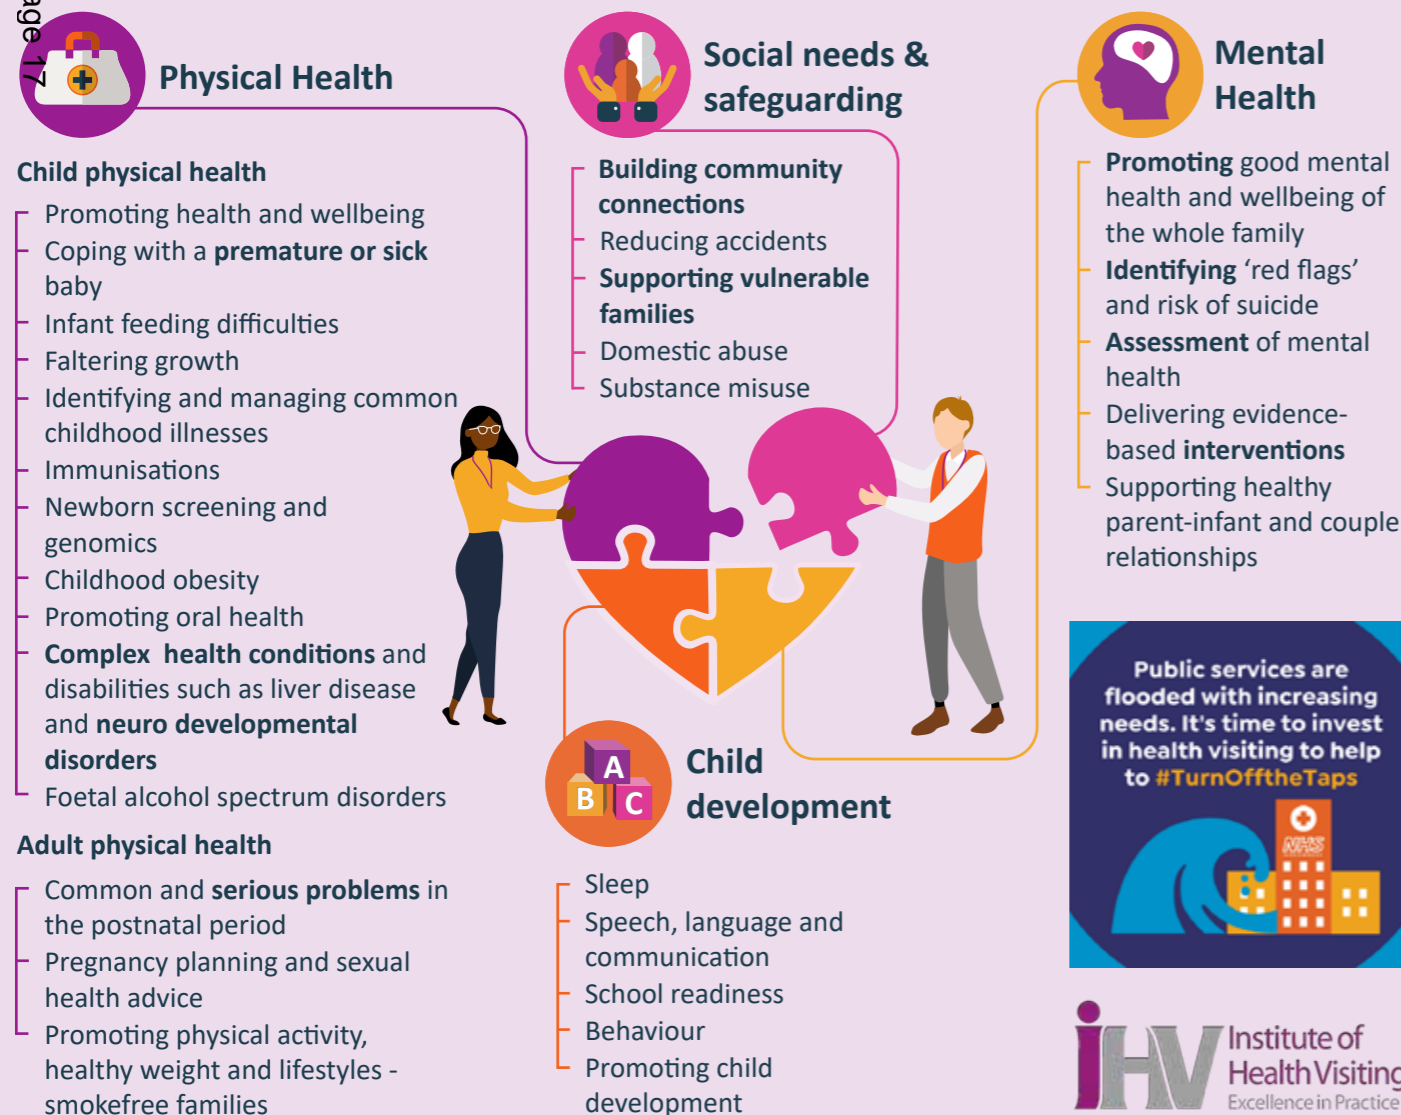 age 17
Physical Health
Child physical health
Promoting health and wellbeing
Coping with a premature or sick
baby
Infant feeding difficulties
Faltering growth
Identifying and managing common
childhood illnesses
Immunisations
Newborn screening and
genomics
Childhood obesity
Promoting oral health
Complex health conditions and
disabilities such as liver disease
and neuro developmental
disorders
Foetal alcohol spectrum disorders
Adult physical health
Common and serious problems in
the postnatal period
Pregnancy planning and sexual
health advice
Promoting physical activity,
healthy weight and lifestyles -
smokefree families
Social needs &
safeguarding
Building community
connections
Reducing accidents
Supporting vulnerable
families
Domestic abuse
Substance misuse
A
B C
Child
development
Sleep
Speech, language and
communication
School readiness
Behaviour
Promoting child
development
Mental
Health
Promoting good mental
health and wellbeing of
the whole family
Identifying ‘red flags’
and risk of suicide
Assessment of mental
health
Delivering evidence-
based interventions
Supporting healthy
parent-infant and couple
relationships
Public services are
flooded with increasing
needs. It's time to invest
in health visiting to help
to #TurnOfftheTaps
NHS
iHV
Institute of
Health Visiting
Excellence in Practice